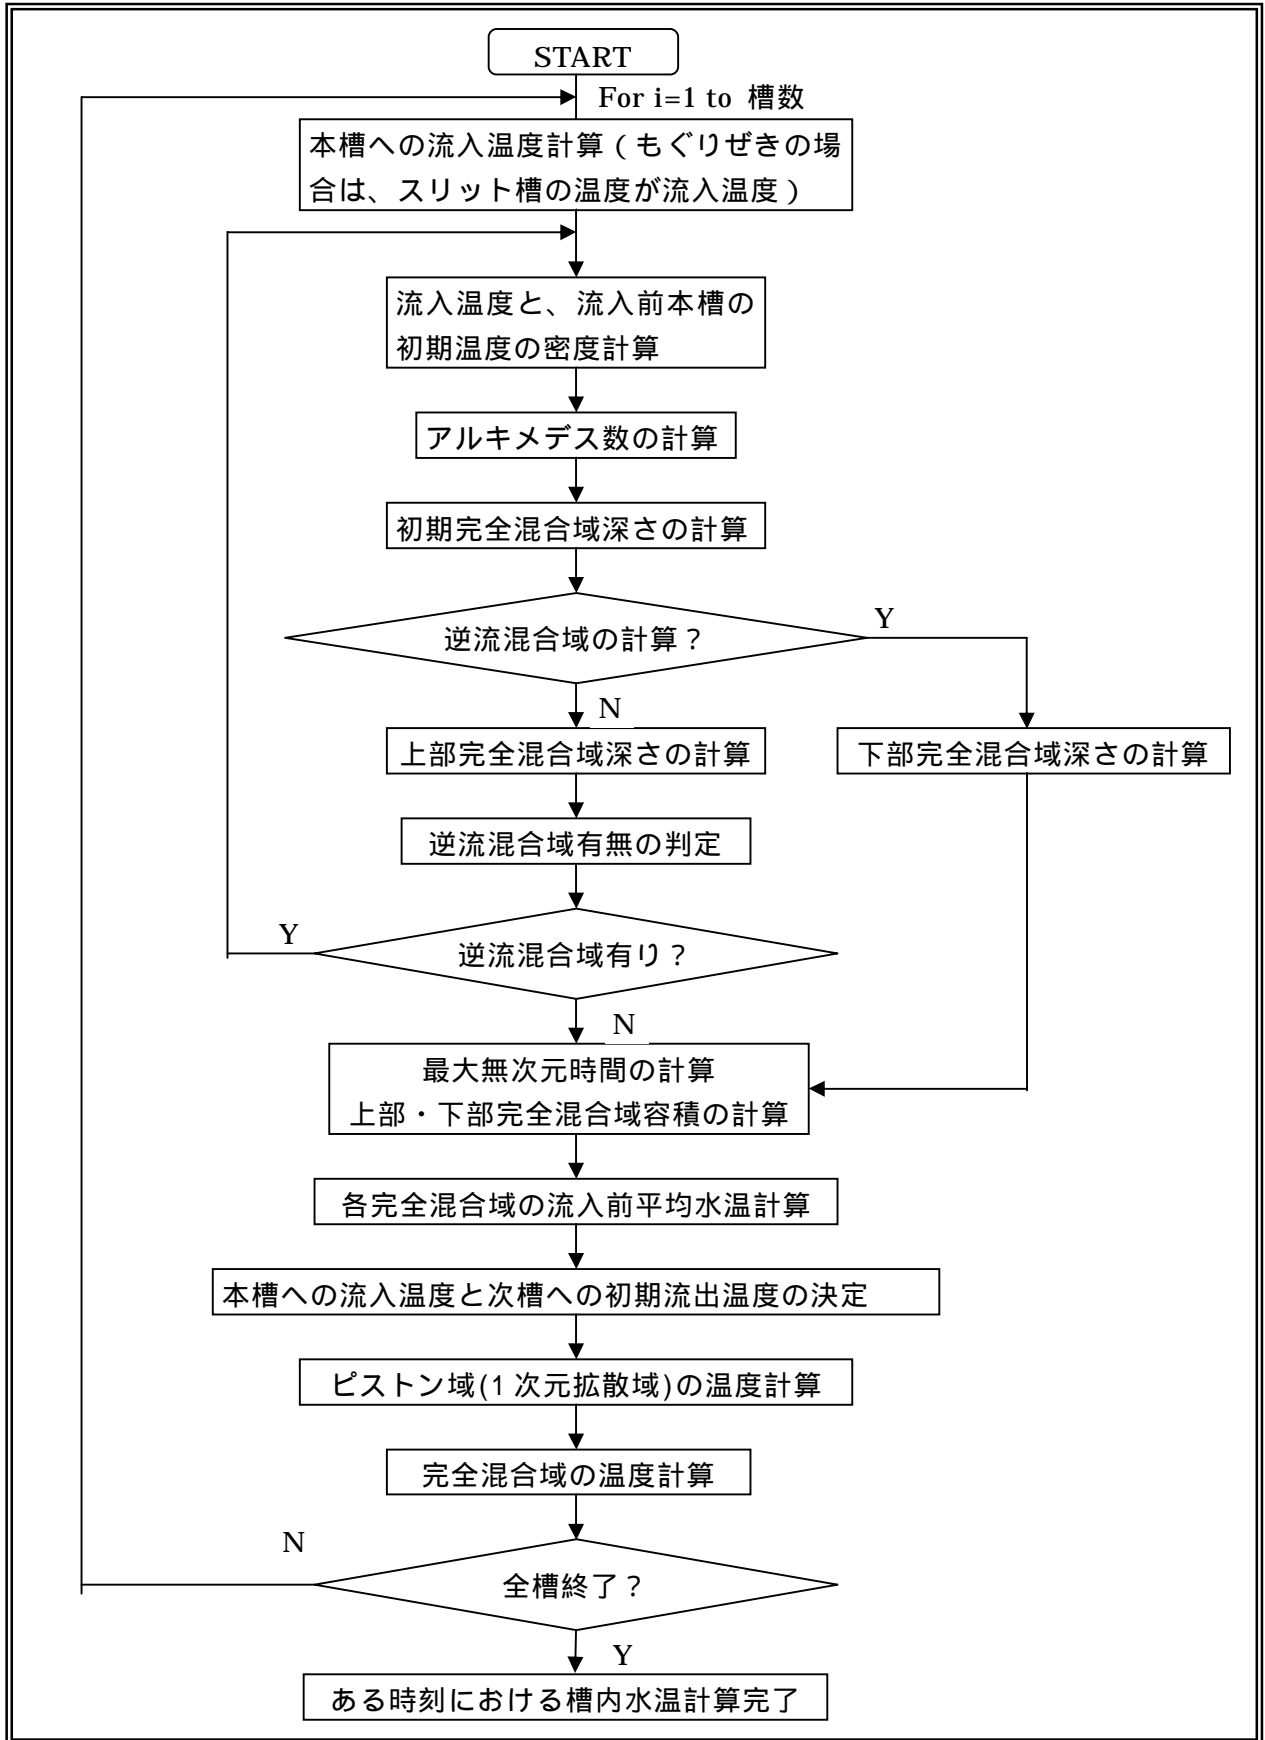 START
For i=1 to 槽数
本槽への流入温度計算(もぐりぜきの場
合は、スリット槽の温度が流入温度)
流入温度と、流入前本槽の
初期温度の密度計算
アルキメデス数の計算
初期完全混合域深さの計算
逆流混合域の計算?
Y
N
上部完全混合域深さの計算
下部完全混合域深さの計算
逆流混合域有無の判定
Y
逆流混合域有り?
N
最大無次元時間の計算
上部・下部完全混合域容積の計算
各完全混合域の流入前平均水温計算
本槽への流入温度と次槽への初期流出温度の決定
ピストン域(1次元拡散域)の温度計算
完全混合域の温度計算
N
全槽終了?
Y
ある時刻における槽内水温計算完了